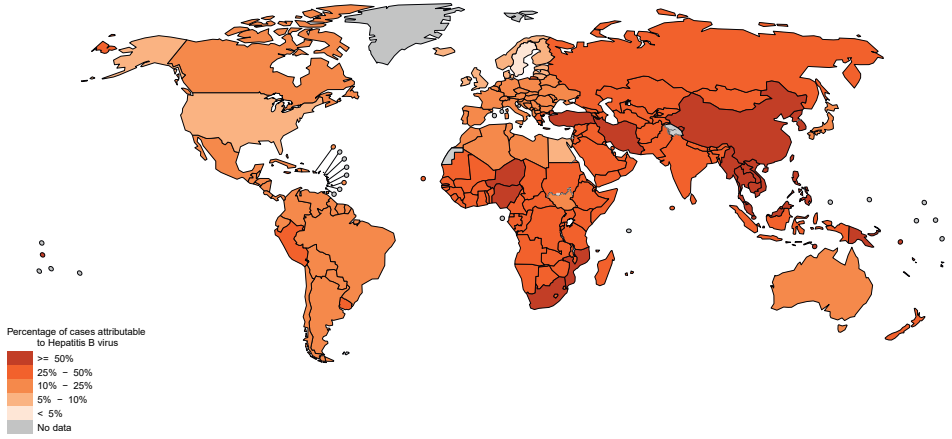 Percentage of cases attributable
to Hepatitis B virus
>= 50%
25% − 50%
10% − 25%
5% − 10%
< 5%
No data